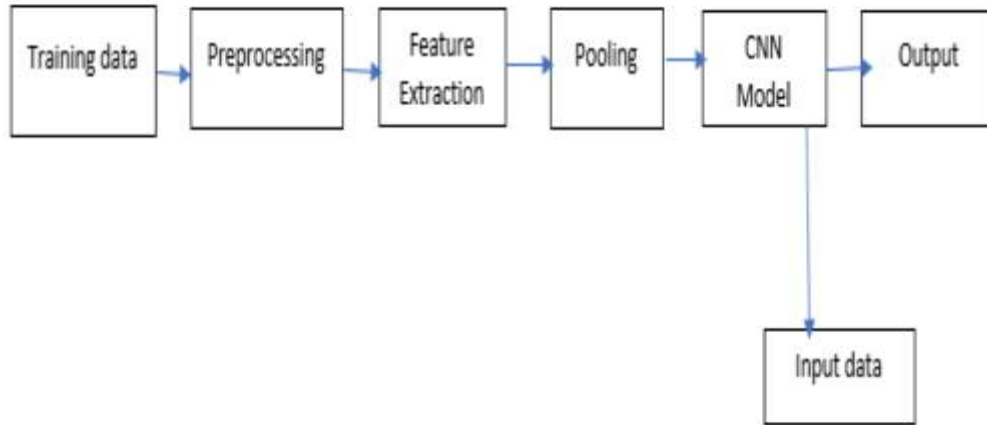 Training data
Preprocessing
Feature
Extraction
Pooling
CNN
Model
Output
Input data